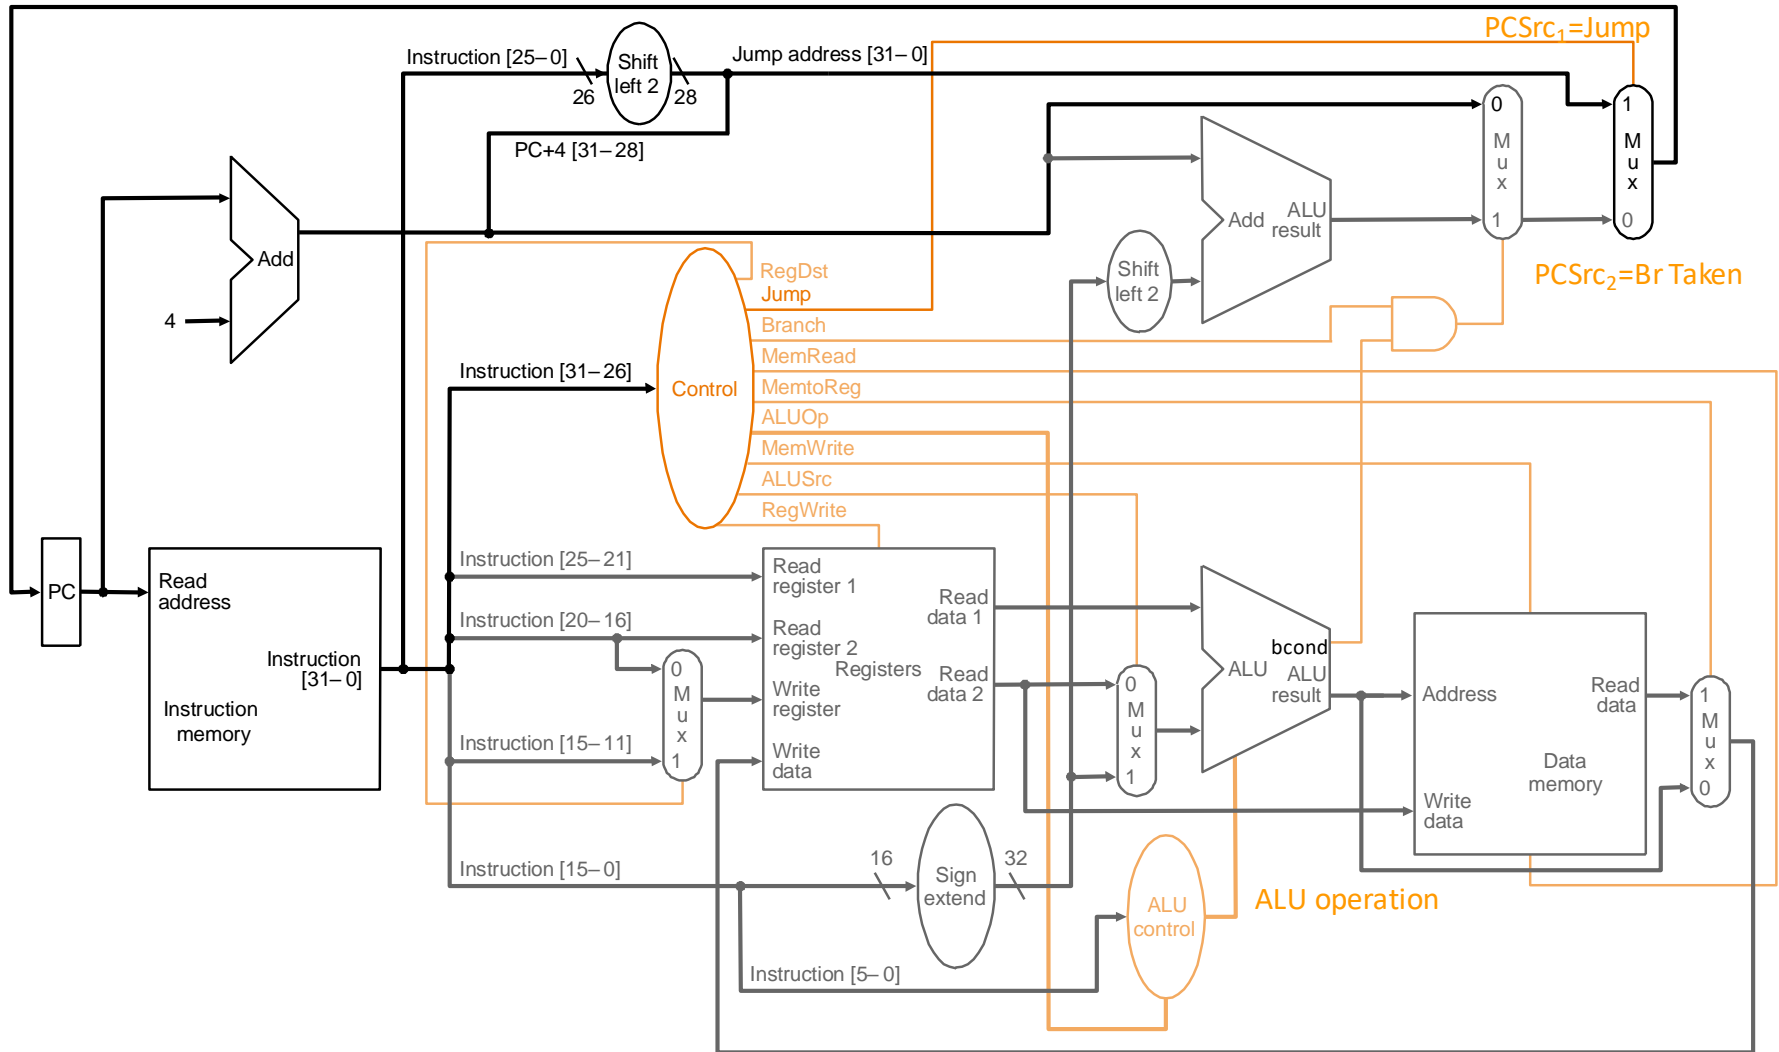 PCSrc1=Jump
Instruction [25–0]
Shift
left 2
Jump address [31–0]
26
28
0
1
M
u
x
M
u
x
PC+4 [31–28]
1
0
Add
ALU
result
Add
Shift
left 2
4
RegDst
Jump
Branch
MemRead
MemtoReg
ALUOp
MemWrite
ALUSrc
RegWrite
PCSrc2=Br Taken
Instruction [31–26]
Control
PC
Read
address
Instruction
[31–0]
Instruction
memory
Instruction [25–21]
Instruction [20–16]
Instruction [15–11]
Instruction [15–0]
Instruction [5–0]
0
M
u
x
1
Read
register 1
Read
register 2
Registers
Write
register
Write
data
Read
data 1
Read
data 2
0
M
u
x
1
bcond
ALU
ALU
result
Address
Read
data
Data
memory
Write
data
1
M
u
x
0
16
Sign
extend
32
ALU
control
ALU operation